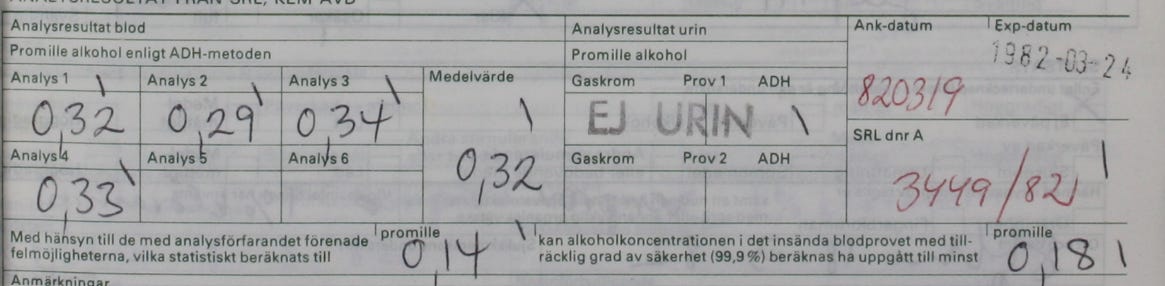 Analysresultat blod
Promille alkohol enligt ADH-metoden
Analys 1 Analys 2 Analys 3 Medelvärde
0,32 0,29 0,34
Analys 4 Analys 5 Analys 6
0,33 0,32
Analysresultat urin
Promille alkohol
Gaskrom Prov 1 ADH
EJ URIN
Gaskrom Prov 2 ADH
Ank-datum Exp-datum
1982-03-24
820319
SRL dnr A
3449/82
Med hänsyn till de med analysförfarandet förenade
felmöjligheterna, vilka statistiskt beräknats till
promille
0,14
kan alkoholkoncentrationen i det insända blodprovet med till-
räcklig grad av säkerhet (99,9 %) beräknas ha uppgått till minst
promille
0,18
Anmärkningar